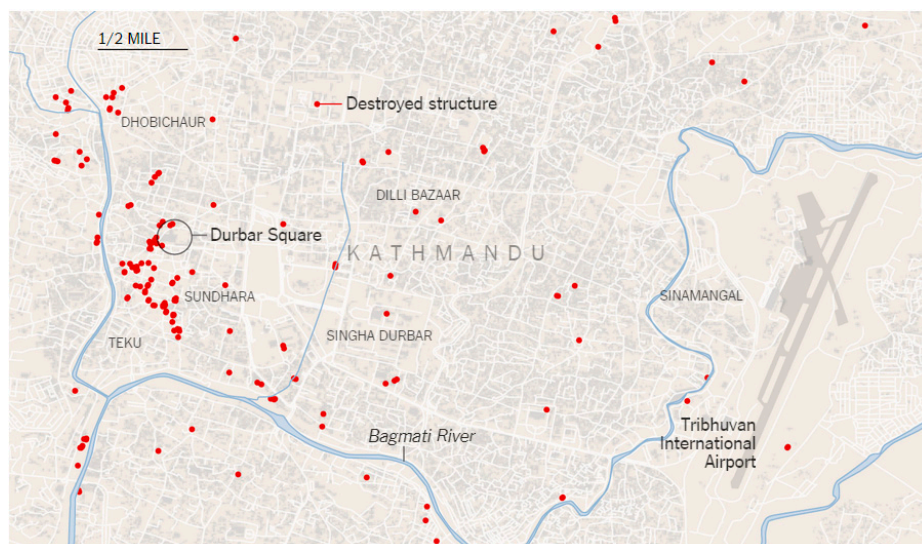 1/2 MILE
Destroyed structure
DHOBICHAUR
DILLI BAZAAR
Durbar Square
KATHMANDU
SUNDHARA
SINAMANGAL
TEKU
SINGHA DURBAR
Bagmati River
Tribhuvan
International
Airport